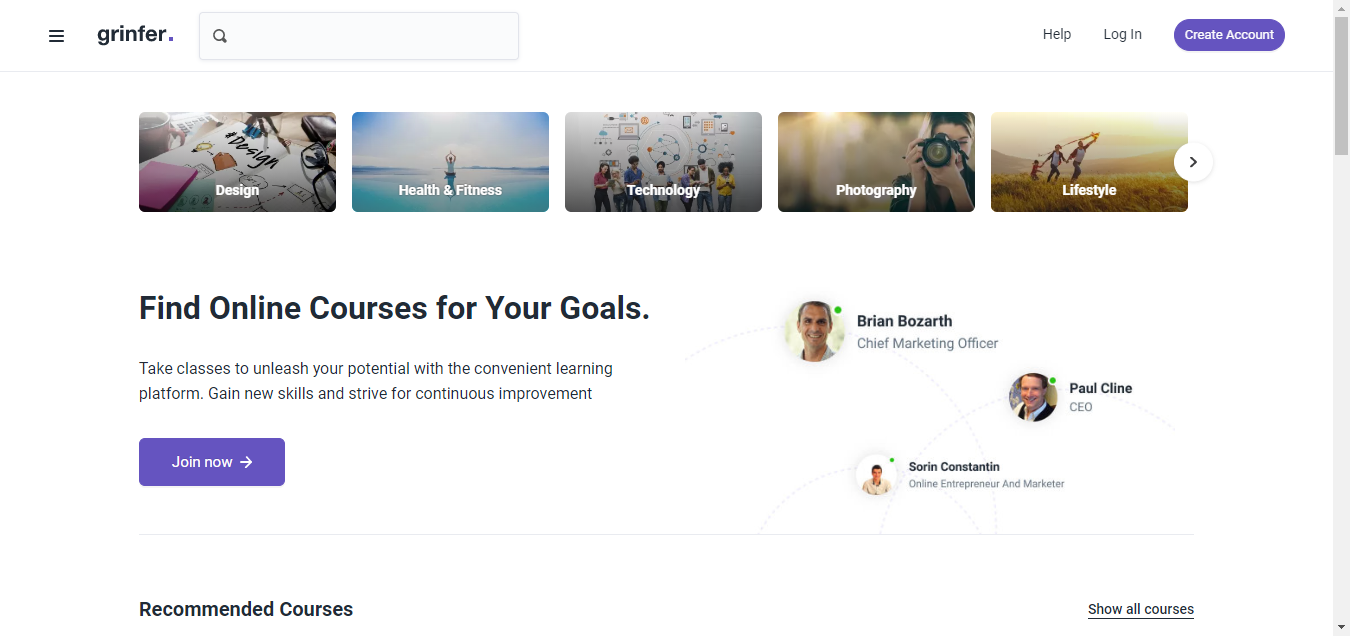 grinfer.
Help
Log In
Create Account
#Design
Design
Health & Fitness
Technology
Photography
Lifestyle
Find Online Courses for Your Goals.
Take classes to unleash your potential with the convenient learning
platform. Gain new skills and strive for continuous improvement
Join now
Brian Bozarth
Chief Marketing Officer
Paul Cline
CEO
Sorin Constantin
Online Entrepreneur And Marketer
Recommended Courses
Show all courses